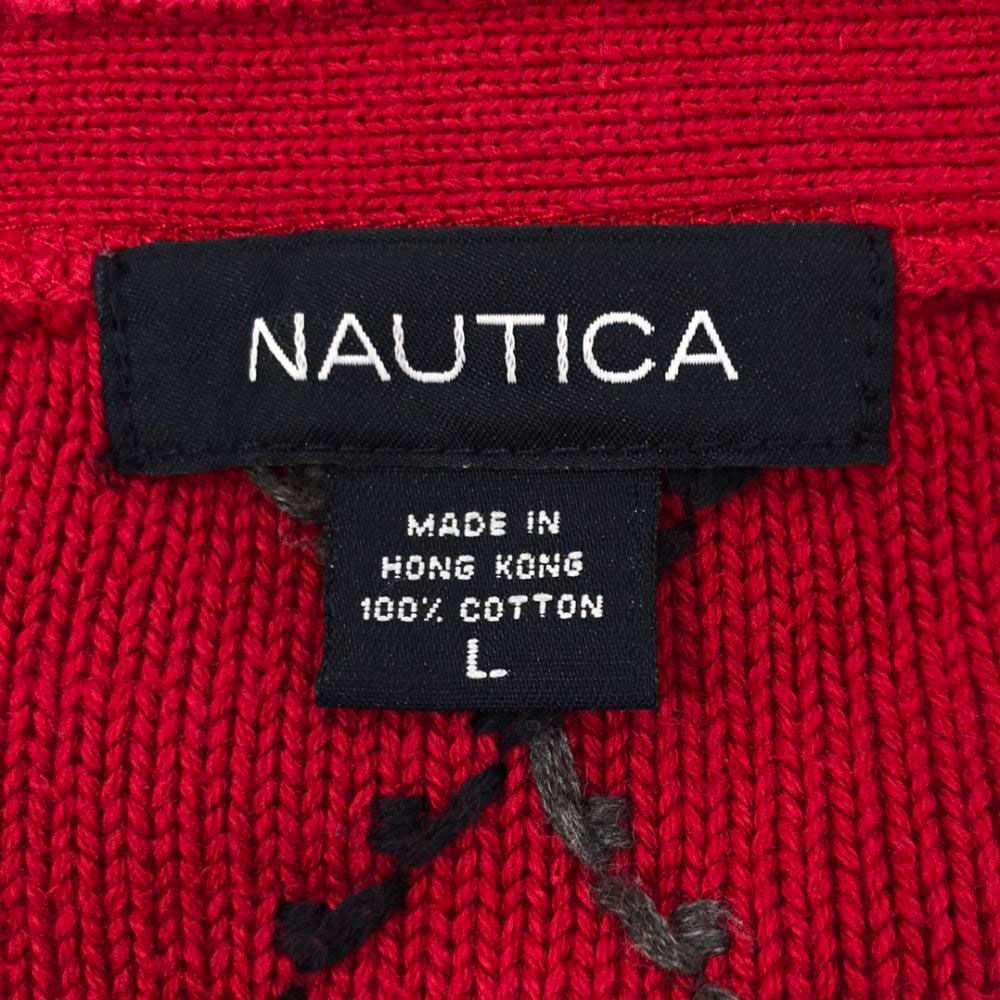 NAUTICA
MADE IN
HONG KONG
100% COTTON
L